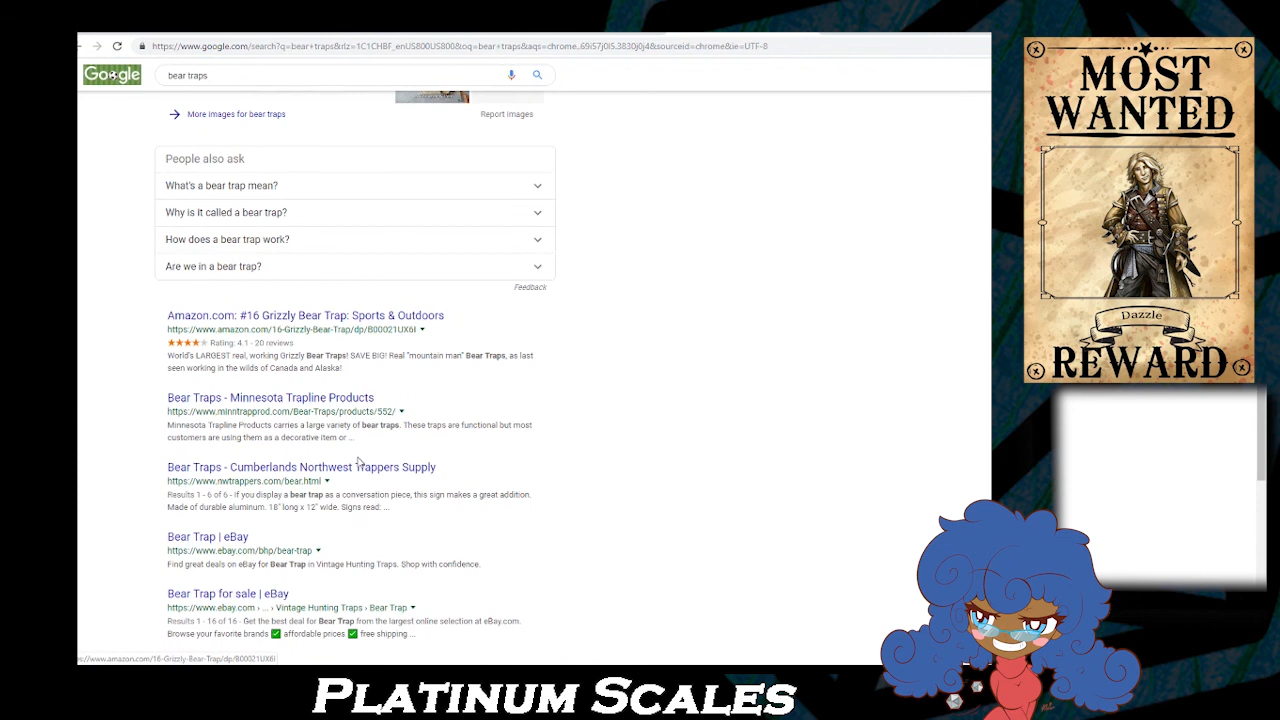 https://www.google.com/search?q=bear+traps&rlz=1C1CHBF_enUS800US800&oq=bear+traps&aqs=chrome..69i57j0l5.3830j0j4&sourceid=chrome&ie=UTF-8
Google
bear traps
More images for bear traps
Report images
People also ask
What's a bear trap mean?
Why is it called a bear trap?
How does a bear trap work?
Are we in a bear trap?
Feedback
Amazon.com: #16 Grizzly Bear Trap: Sports & Outdoors
https://www.amazon.com/16-Grizzly-Bear-Trap/dp/B00021UX6I
Rating: 4.1 - 20 reviews
World's LARGEST real, working Grizzly Bear Traps! SAVE BIG! Real "mountain man" Bear Traps, as last
seen working in the wilds of Canada and Alaska!
Bear Traps - Minnesota Trapline Products
https://www.minntrapprod.com/Bear-Traps/products/552/
Minnesota Trapline Products carries a large variety of bear traps. These traps are functional but most
customers are using them as a decorative item or ...
Bear Traps - Cumberlands Northwest Trappers Supply
https://www.nwtrappers.com/bear.html
Results 1 - 6 of 6 - If you display a bear trap as a conversation piece, this sign makes a great addition.
Made of durable aluminum. 18" long x 12" wide. Signs read: ...
Bear Trap | eBay
https://www.ebay.com/bhp/bear-trap
Find great deals on eBay for Bear Trap in Vintage Hunting Traps. Shop with confidence.
Bear Trap for sale | eBay
https://www.ebay.com › ... › Vintage Hunting Traps › Bear Trap
Results 1 - 16 of 16 - Get the best deal for Bear Trap from the largest online selection at eBay.com.
Browse your favorite brands ✅ affordable prices ✅ free shipping ...
s://www.amazon.com/16-Grizzly-Bear-Trap/dp/B00021UX6I
MOST
WANTED
Dazzle
REWARD
PLATINUM SCALES